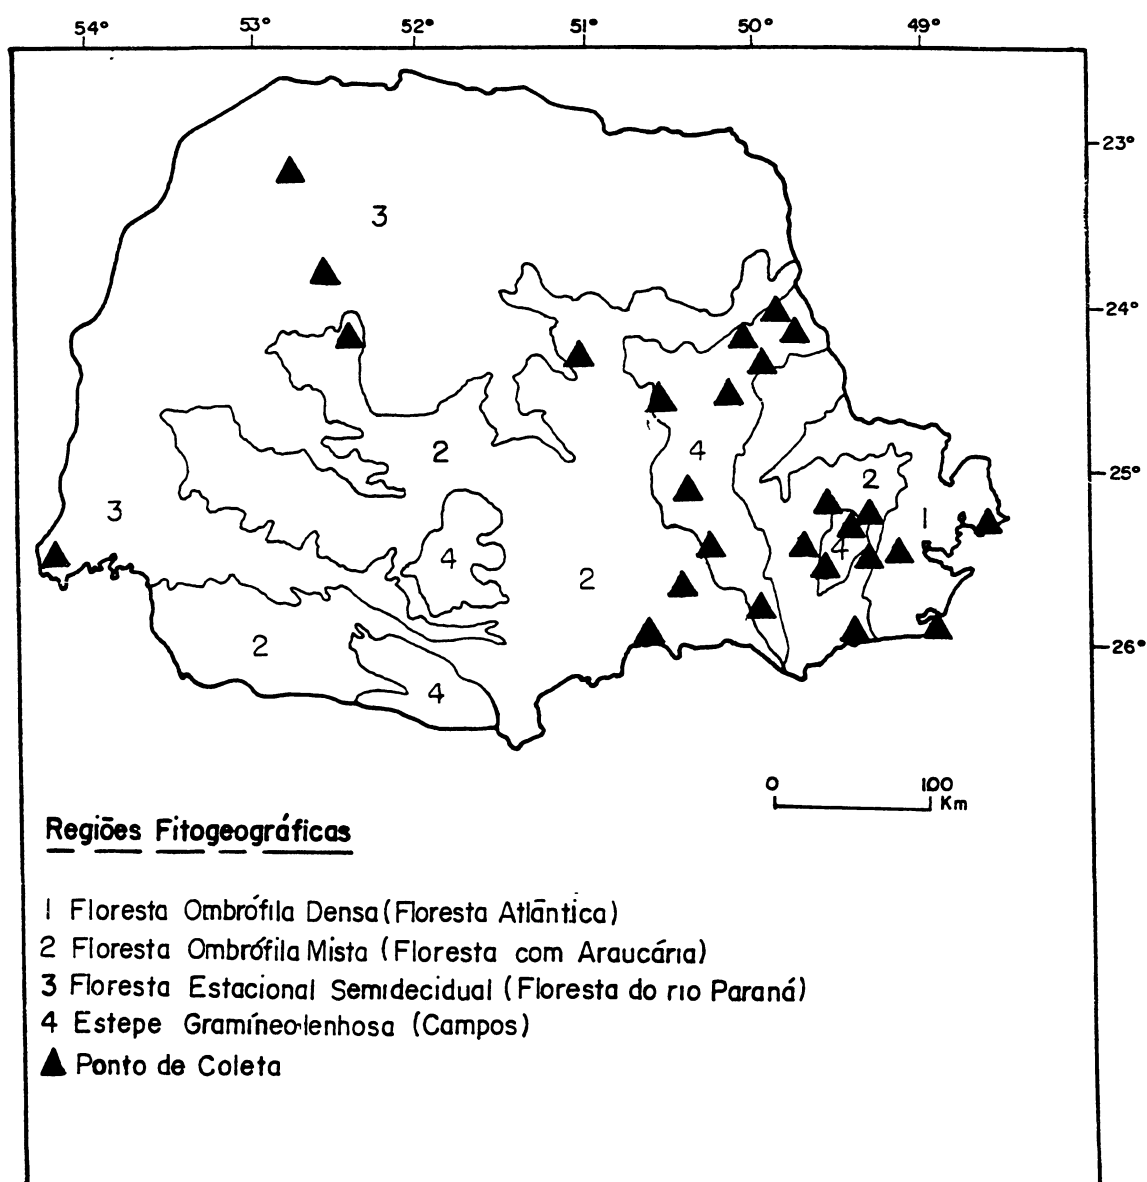 54° 53° 52° 51° 50° 49°
23°
3
24°
2
4
25°
2
3
1
4
4
2
2
26°
4
0 100
Km
Regiões Fitogeográficas
1 Floresta Ombrófila Densa (Floresta Atlântica)
2 Floresta Ombrófila Mista (Floresta com Araucária)
3 Floresta Estacional Semidecidual (Floresta do rio Paraná)
4 Estepe Gramíneo-lenhosa (Campos)
Ponto de Coleta